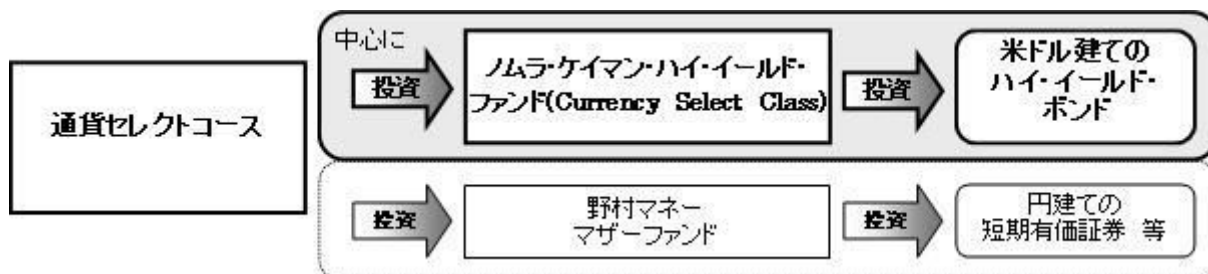 通貨セレクトコース
中心に
投資
ノムラ・ケイマン・ハイ・イールド・
ファンド(Currency Select Class)
投資
米ドル建ての
ハイ・イールド・
ボンド
投資
野村マネー
マザーファンド
投資
円建ての
短期有価証券 等